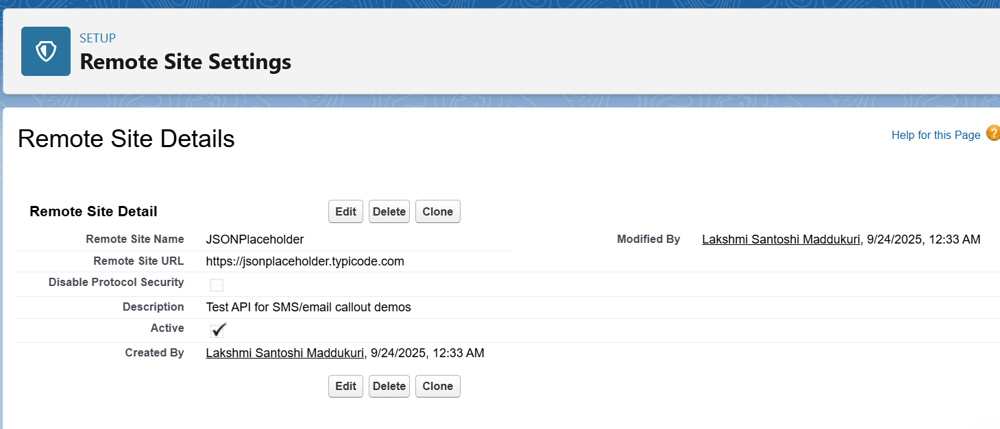 SETUP
Remote Site Settings
Remote Site Details
Help for this Page ?
Remote Site Detail Edit Delete Clone
Remote Site Name JSONPlaceholder Modified By Lakshmi Santoshi Maddukuri, 9/24/2025, 12:33 AM
Remote Site URL https://jsonplaceholder.typicode.com
Disable Protocol Security
Description Test API for SMS/email callout demos
Active
Created By Lakshmi Santoshi Maddukuri, 9/24/2025, 12:33 AM
Edit Delete Clone